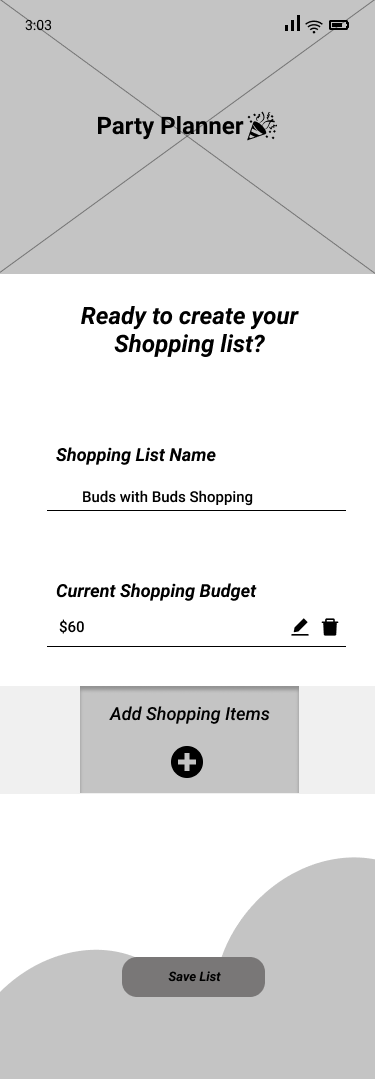 3:03
Party Planner
Ready to create your
Shopping list?
Shopping List Name
Buds with Buds Shopping
Current Shopping Budget
$60
Add Shopping Items
Save List